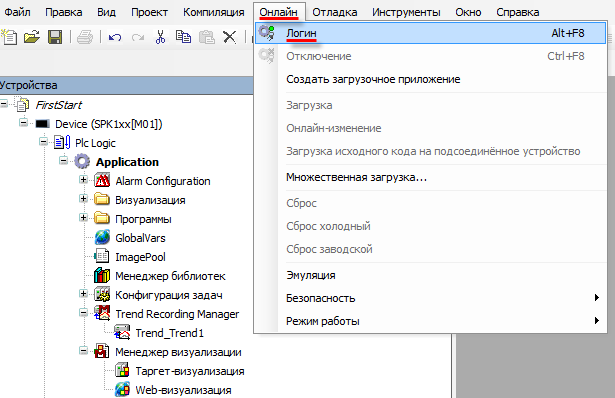 Файл Правка Вид Проект Компиляция Онлайн Отладка Инструменты Окно Справка
Логин Alt+F8
Отключение Ctrl+F8
Создать загрузочное приложение
Загрузка
Онлайн-изменение
Загрузка исходного кода на подсоединённое устройство
Множественная загрузка...
Сброс
Сброс холодный
Сброс заводской
Эмуляция
Безопасность
Режим работы
Устройства
FirstStart
Device (SPK1xx[M01])
Plc Logic
Application
Alarm Configuration
Визуализация
Программы
GlobalVars
ImagePool
Менеджер библиотек
Конфигурация задач
Trend Recording Manager
Trend_Trend1
Менеджер визуализации
Таргет-визуализация
Web-визуализация